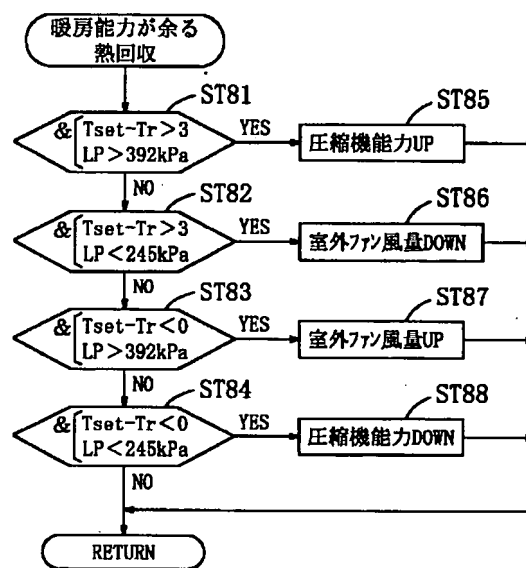 暖房能力が余る
熱回収
ST81
& Tset-Tr>3
LP>392kPa
YES
ST85
圧縮機能力UP
NO
ST82
& Tset-Tr>3
LP<245kPa
YES
ST86
室外ファン風量DOWN
NO
ST83
& Tset-Tr<0
LP>392kPa
YES
ST87
室外ファン風量UP
NO
ST84
& Tset-Tr<0
LP<245kPa
YES
ST88
圧縮機能力DOWN
NO
RETURN